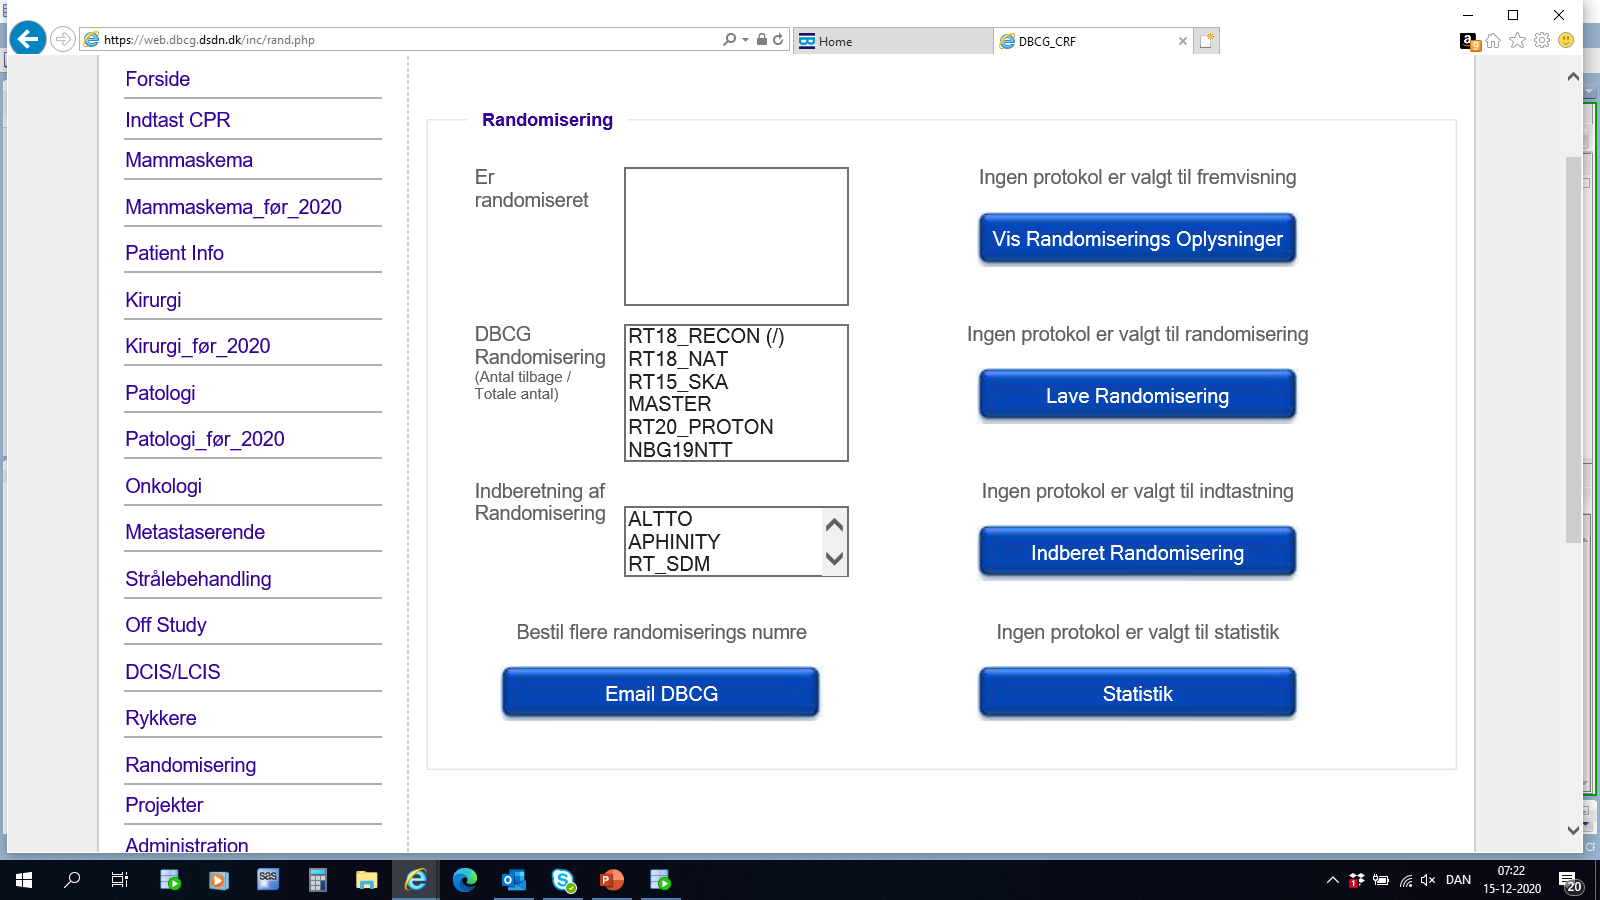 https://web.dbcg.dsdn.dk/inc/rand.php
Home
DBCG_CRF
9
Forside
Indtast CPR
Mammaskema
Mammaskema_før_2020
Patient Info
Kirurgi
Kirurgi_før_2020
Patologi
Patologi_før_2020
Onkologi
Metastaserende
Strålebehandling
Off Study
DCIS/LCIS
Rykkere
Randomisering
Projekter
Administration
Randomisering
Er
randomiseret
Ingen protokol er valgt til fremvisning
Vis Randomiserings Oplysninger
DBCG
Randomisering
(Antal tilbage /
Totale antal)
RT18_RECON (/)
RT18_NAT
RT15_SKA
MASTER
RT20_PROTON
NBG19NTT
Ingen protokol er valgt til randomisering
Lave Randomisering
Indberetning af
Randomisering
ALTTO
APHINITY
RT_SDM
Ingen protokol er valgt til indtastning
Indberet Randomisering
Bestil flere randomiserings numre
Email DBCG
Ingen protokol er valgt til statistik
Statistik
sas
DAN
07:22
15-12-2020
20